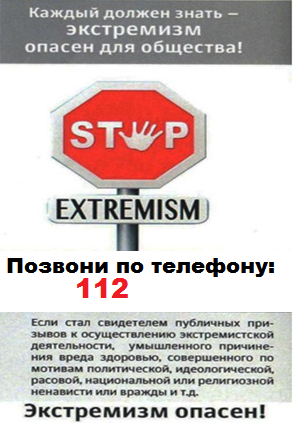 Каждый должен знать –
экстремизм
опасен для общества!
STOP
EXTREMISM
Позвони по телефону:
112
Если стал свидетелем публичных при-
зывов к осуществлению экстремистской
деятельности, умышленного причине-
ния вреда здоровью, совершенного по
мотивам политической, идеологической,
расовой, национальной или религиозной
ненависти или вражды и т.д.
Экстремизм опасен!